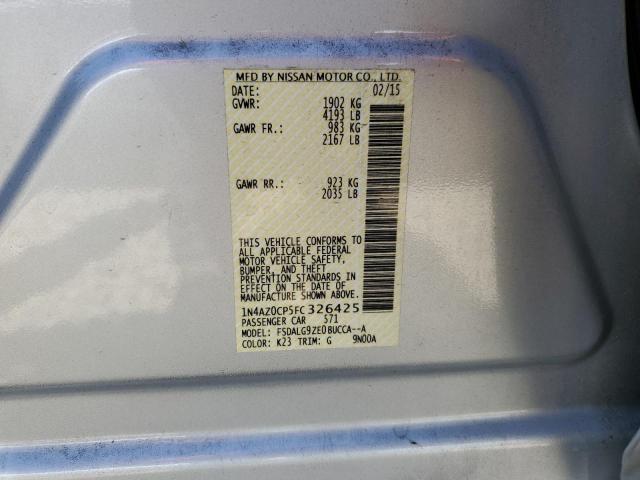 MFD BY NISSAN MOTOR CO., LTD.
DATE: 02/15
GVWR: 1902 KG
4193 LB
GAWR FR.: 983 KG
2167 LB
GAWR RR.: 923 KG
2035 LB
THIS VEHICLE CONFORMS TO
ALL APPLICABLE FEDERAL
MOTOR VEHICLE SAFETY,
BUMPER, AND THEFT
PREVENTION STANDARDS IN
EFFECT ON THE DATE OF
MANUFACTURE SHOWN ABOVE.
1N4AZ0CP5FC326425
PASSENGER CAR 571
MODEL: FSDALG9ZE0BUCCA--A
COLOR: K23 TRIM: G 9N00A